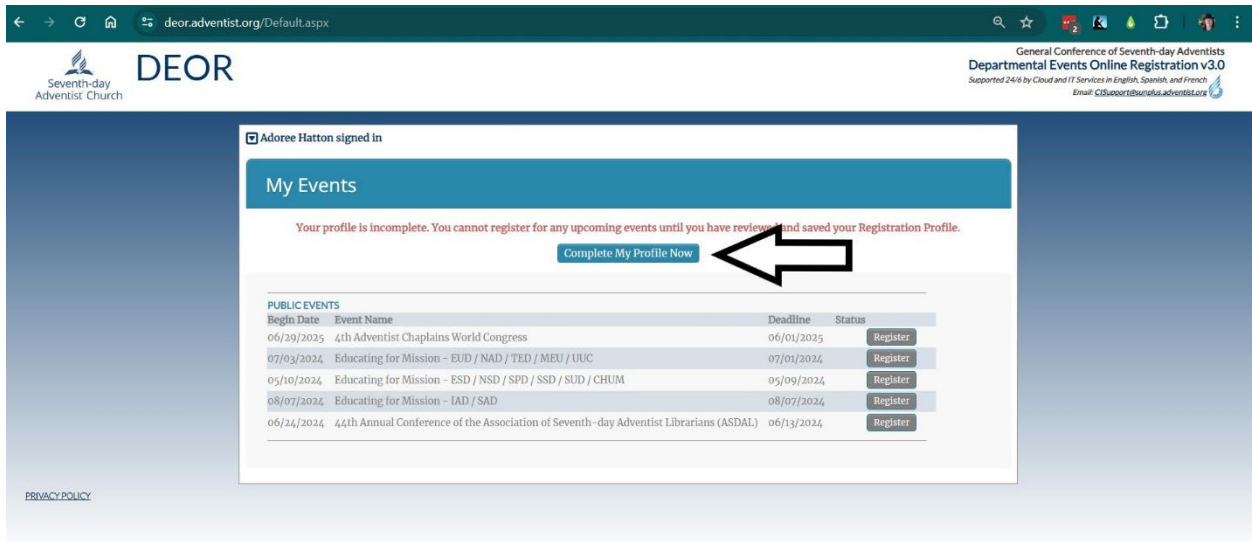 deor.adventist.org/Default.aspx
2
Seventh-day
Adventist Church
DEOR
General Conference of Seventh-day Adventists
Departmental Events Online Registration v3.0
Supported 24/6 by Cloud and IT Services in English, Spanish, and French
Email: CISupport@sunplus.adventist.org
Adoree Hatton signed in
My Events
Your profile is incomplete. You cannot register for any upcoming events until you have reviewed and saved your Registration Profile.
Complete My Profile Now
PUBLIC EVENTS
Begin Date Event Name Deadline Status
06/29/2025 4th Adventist Chaplains World Congress 06/01/2025 Register
07/03/2024 Educating for Mission - EUD / NAD / TED / MEU / UUC 07/01/2024 Register
05/10/2024 Educating for Mission - ESD / NSD / SPD / SSD / SUD / CHUM 05/09/2024 Register
08/07/2024 Educating for Mission - IAD / SAD 08/07/2024 Register
06/24/2024 44th Annual Conference of the Association of Seventh-day Adventist Librarians (ASDAL) 06/13/2024 Register
PRIVACY POLICY